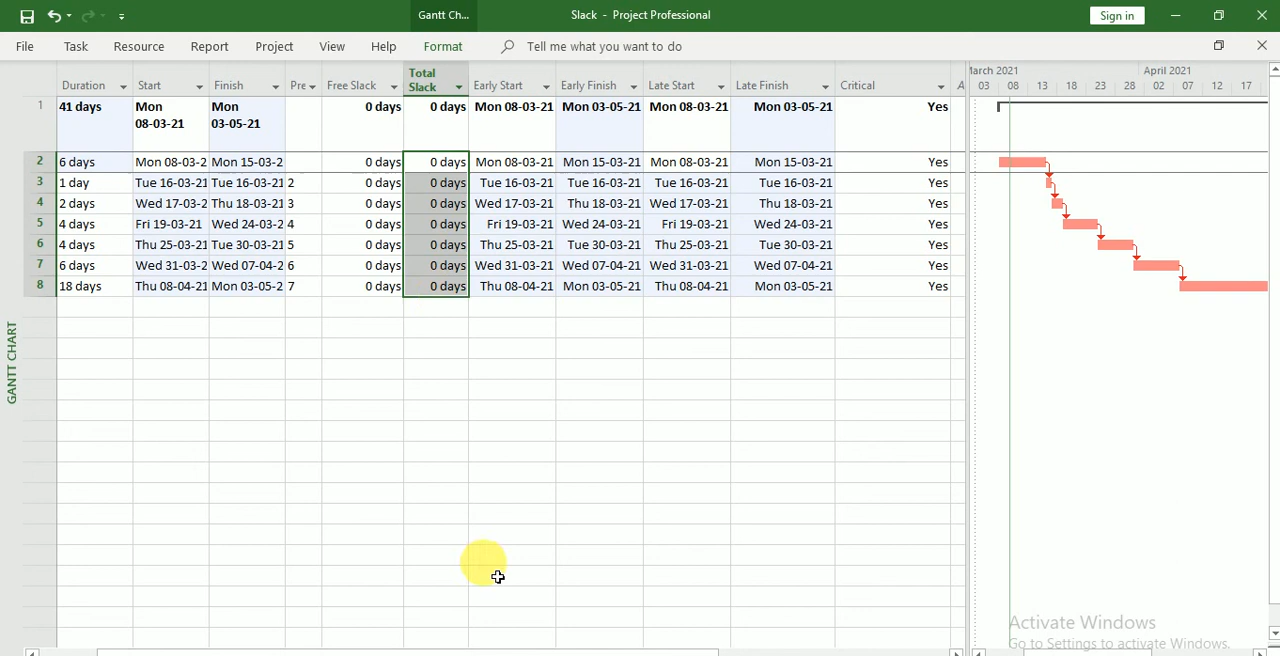 Gantt Ch...
Slack - Project Professional
Sign in
File Task Resource Report Project View Help Format Tell me what you want to do
Duration Start Finish Pre Free Slack Total Slack Early Start Early Finish Late Start Late Finish Critical A
1 41 days Mon 08-03-21 Mon 03-05-21 0 days 0 days Mon 08-03-21 Mon 03-05-21 Mon 08-03-21 Mon 03-05-21 Yes
2 6 days Mon 08-03-2 Mon 15-03-2 0 days 0 days Mon 08-03-21 Mon 15-03-21 Mon 08-03-21 Mon 15-03-21 Yes
3 1 day Tue 16-03-21 Tue 16-03-21 2 0 days 0 days Tue 16-03-21 Tue 16-03-21 Tue 16-03-21 Tue 16-03-21 Yes
4 2 days Wed 17-03-2 Thu 18-03-21 3 0 days 0 days Wed 17-03-21 Thu 18-03-21 Wed 17-03-21 Thu 18-03-21 Yes
5 4 days Fri 19-03-21 Wed 24-03-2 4 0 days 0 days Fri 19-03-21 Wed 24-03-21 Fri 19-03-21 Wed 24-03-21 Yes
6 4 days Thu 25-03-21 Tue 30-03-21 5 0 days 0 days Thu 25-03-21 Tue 30-03-21 Thu 25-03-21 Tue 30-03-21 Yes
7 6 days Wed 31-03-2 Wed 07-04-2 6 0 days 0 days Wed 31-03-21 Wed 07-04-21 Wed 31-03-21 Wed 07-04-21 Yes
8 18 days Thu 08-04-21 Mon 03-05-2 7 0 days 0 days Thu 08-04-21 Mon 03-05-21 Thu 08-04-21 Mon 03-05-21 Yes
March 2021 April 2021
03 08 13 18 23 28 02 07 12 17
GANTT CHART
Activate Windows
Go to Settings to activate Windows.